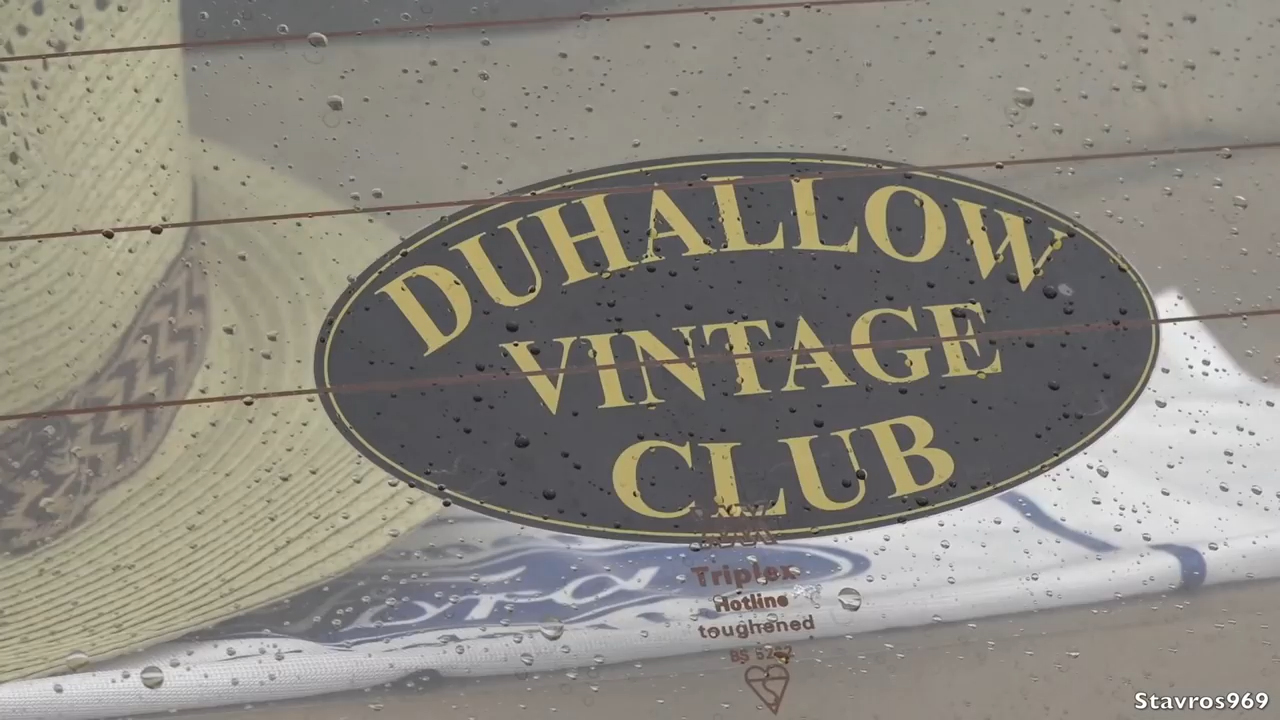 DUHALLOW
VINTAGE
CLUB
Triplex
Hotline
toughened
Stavros969